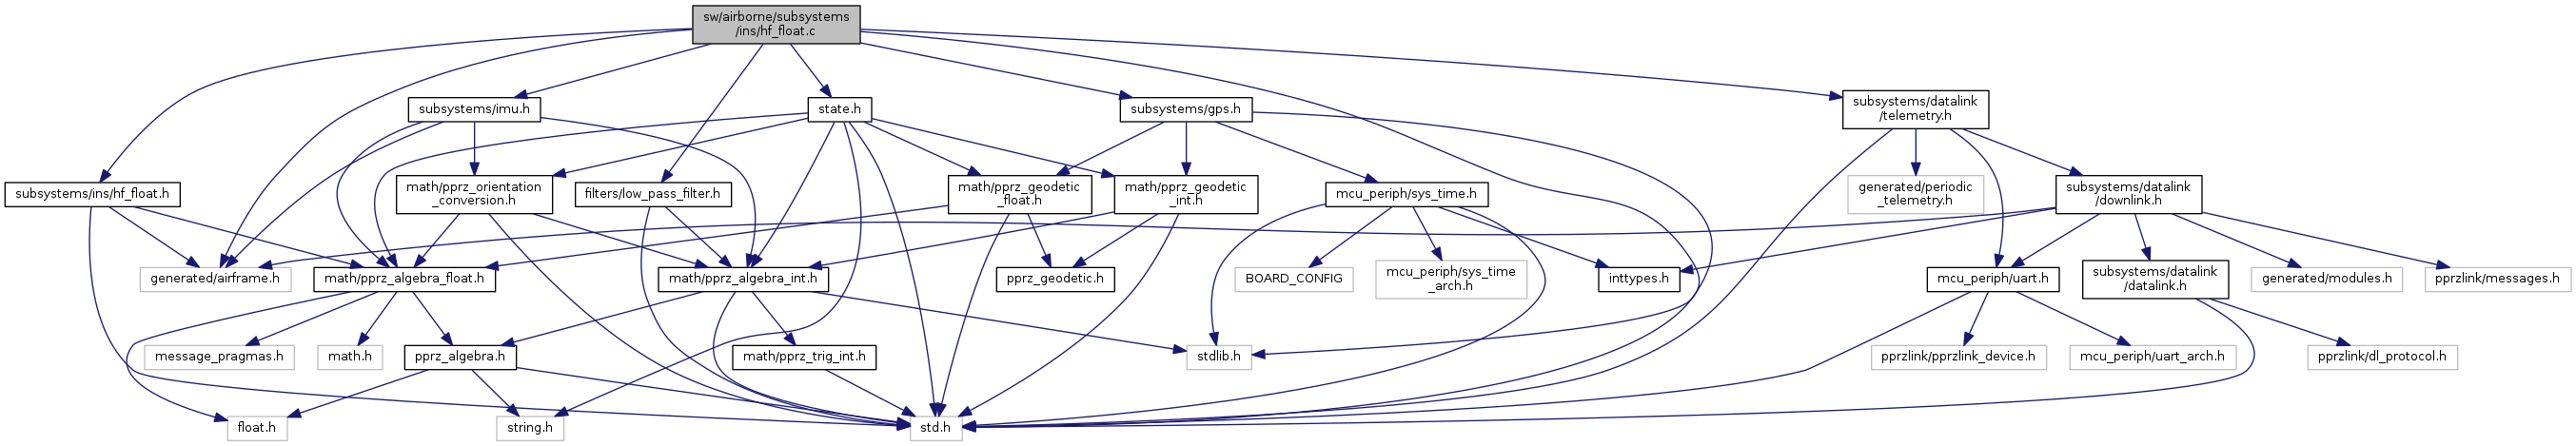 sw/airborne/subsystems
/ins/hf_float.c
subsystems/imu.h
state.h
subsystems/gps.h
subsystems/datalink
/telemetry.h
subsystems/ins/hf_float.h
math/pprz_orientation
_conversion.h
filters/low_pass_filter.h
math/pprz_geodetic
_float.h
math/pprz_geodetic
_int.h
mcu_periph/sys_time.h
generated/periodic
_telemetry.h
subsystems/datalink
/downlink.h
generated/airframe.h
math/pprz_algebra_float.h
math/pprz_algebra_int.h
pprz_geodetic.h
BOARD_CONFIG
mcu_periph/sys_time
_arch.h
inttypes.h
mcu_periph/uart.h
subsystems/datalink
/datalink.h
generated/modules.h
pprzlink/messages.h
message_pragmas.h
math.h
pprz_algebra.h
math/pprz_trig_int.h
stdlib.h
pprzlink/pprzlink_device.h
mcu_periph/uart_arch.h
pprzlink/dl_protocol.h
float.h
string.h
std.h